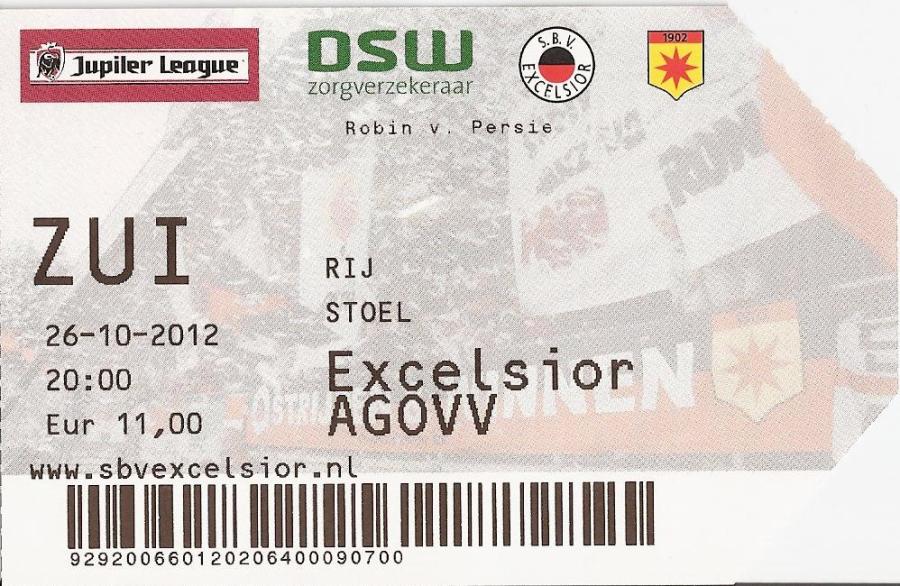 Jupiler League
DSW
zorgverzekeraar
S.B.V.
EXCELSIOR
1902
Robin v. Persie
ZUI
RIJ
STOEL
26-10-2012
20:00
Eur 11,00
Excelsior
AGOVV
www.sbvexcelsior.nl
9292006601202064000090700